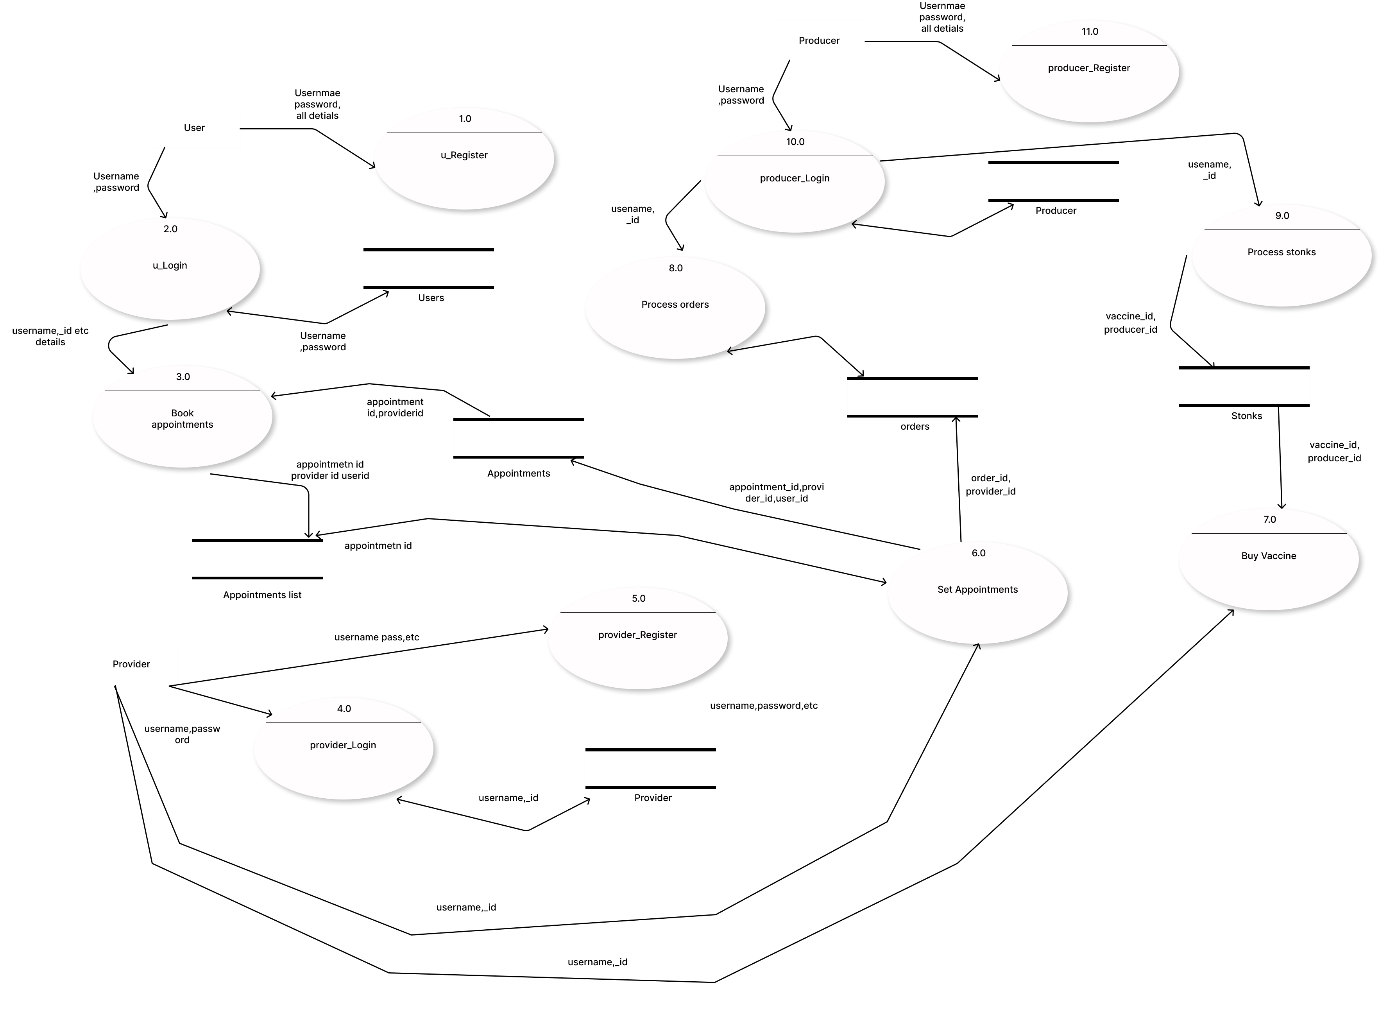 Usernmae
password,
all detials
Producer
11.0
producer_Register
Username
,password
Usernmae
password,
all detials
User
1.0
u_Register
10.0
producer_Login
usename,
_id
Username
,password
usename,
_id
Producer
9.0
Process stonks
2.0
u_Login
8.0
Process orders
Users
username,_id etc
details
Username
,password
vaccine_id,
producer_id
3.0
Book
appointments
appointment
id,providerid
Appointments
orders
Stonks
vaccine_id,
producer_id
appointmetn id
provider id userid
appointment_id,provi
der_id,user_id
order_id,
provider_id
7.0
Buy Vaccine
appointmetn id
6.0
Set Appointments
Appointments list
5.0
provider_Register
username pass,etc
Provider
username,passw
ord
4.0
provider_Login
username,password,etc
username,_id
Provider
username,_id
username,_id